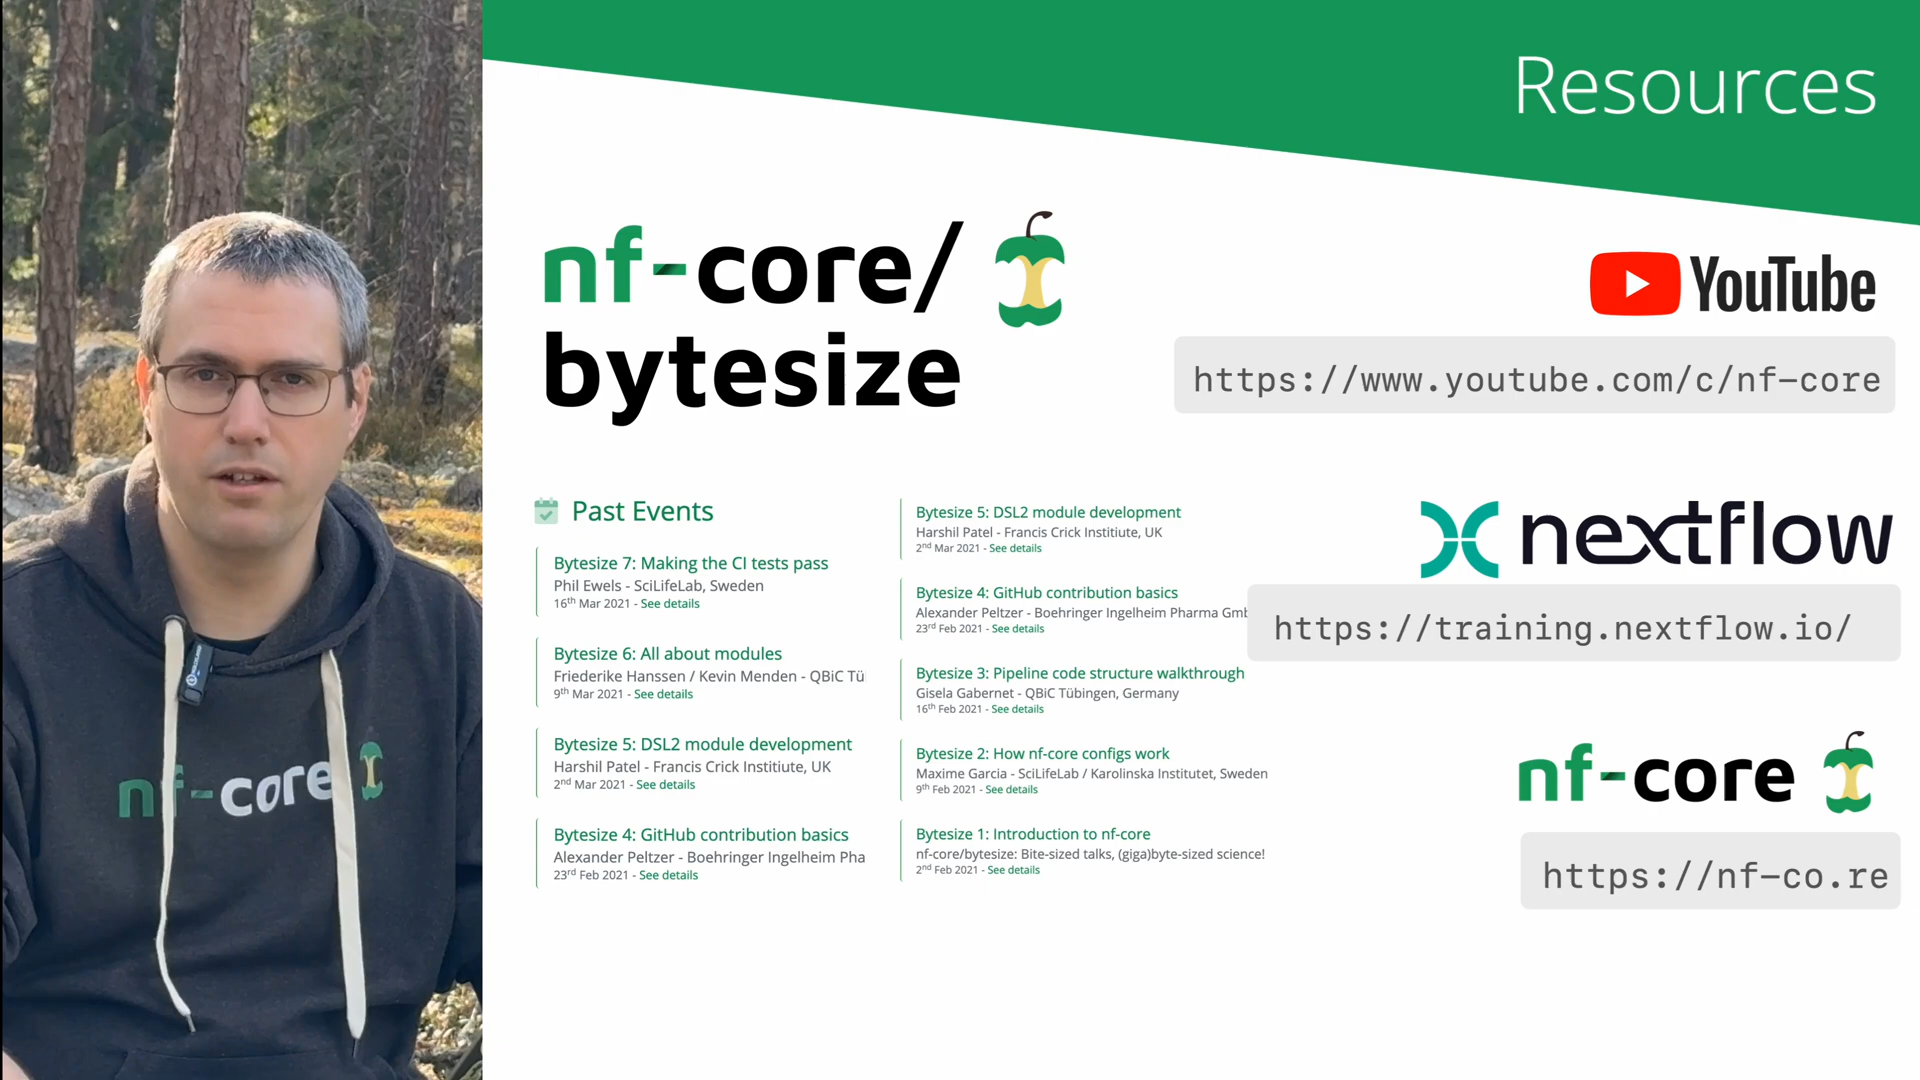 Resources
nf-core/
bytesize
YouTube
https://www.youtube.com/c/nf-core
Past Events
Bytesize 7: Making the CI tests pass
Phil Ewels - SciLifeLab, Sweden
16th Mar 2021 - See details
Bytesize 6: All about modules
Friederike Hanssen / Kevin Menden - QBiC Tü
9th Mar 2021 - See details
Bytesize 5: DSL2 module development
Harshil Patel - Francis Crick Institiute, UK
2nd Mar 2021 - See details
Bytesize 4: GitHub contribution basics
Alexander Peltzer - Boehringer Ingelheim Pha
23rd Feb 2021 - See details
Bytesize 5: DSL2 module development
Harshil Patel - Francis Crick Institiute, UK
2nd Mar 2021 - See details
Bytesize 4: GitHub contribution basics
Alexander Peltzer - Boehringer Ingelheim Pharma Gmb
23rd Feb 2021 - See details
Bytesize 3: Pipeline code structure walkthrough
Gisela Gabernet - QBiC Tübingen, Germany
16th Feb 2021 - See details
Bytesize 2: How nf-core configs work
Maxime Garcia - SciLifeLab / Karolinska Institutet, Sweden
9th Feb 2021 - See details
Bytesize 1: Introduction to nf-core
nf-core/bytesize: Bite-sized talks, (giga)byte-sized science!
2nd Feb 2021 - See details
nextflow
https://training.nextflow.io/
nf-core
https://nf-co.re
nf-core